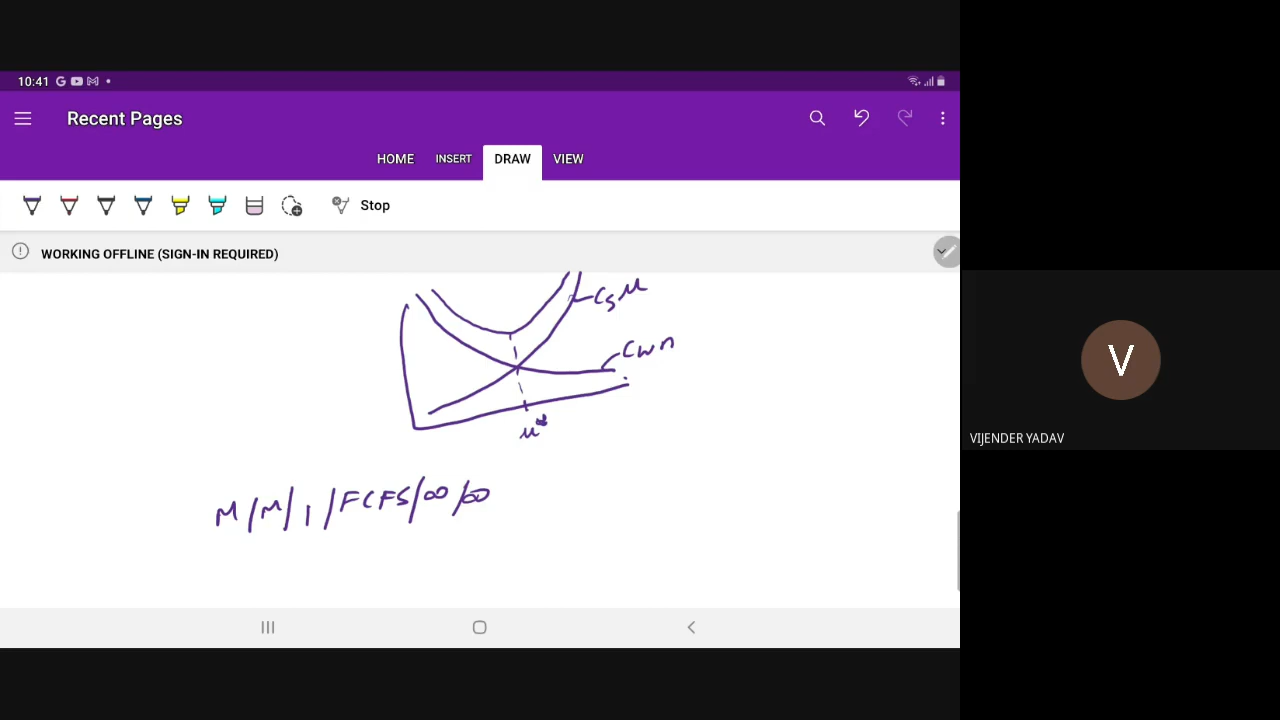 10:41
Recent Pages
HOME INSERT DRAW VIEW
Stop
WORKING OFFLINE (SIGN-IN REQUIRED)
Csμ
Cwn
μ*
M/M/1/FCFS/∞/∞
V
VIJENDER YADAV